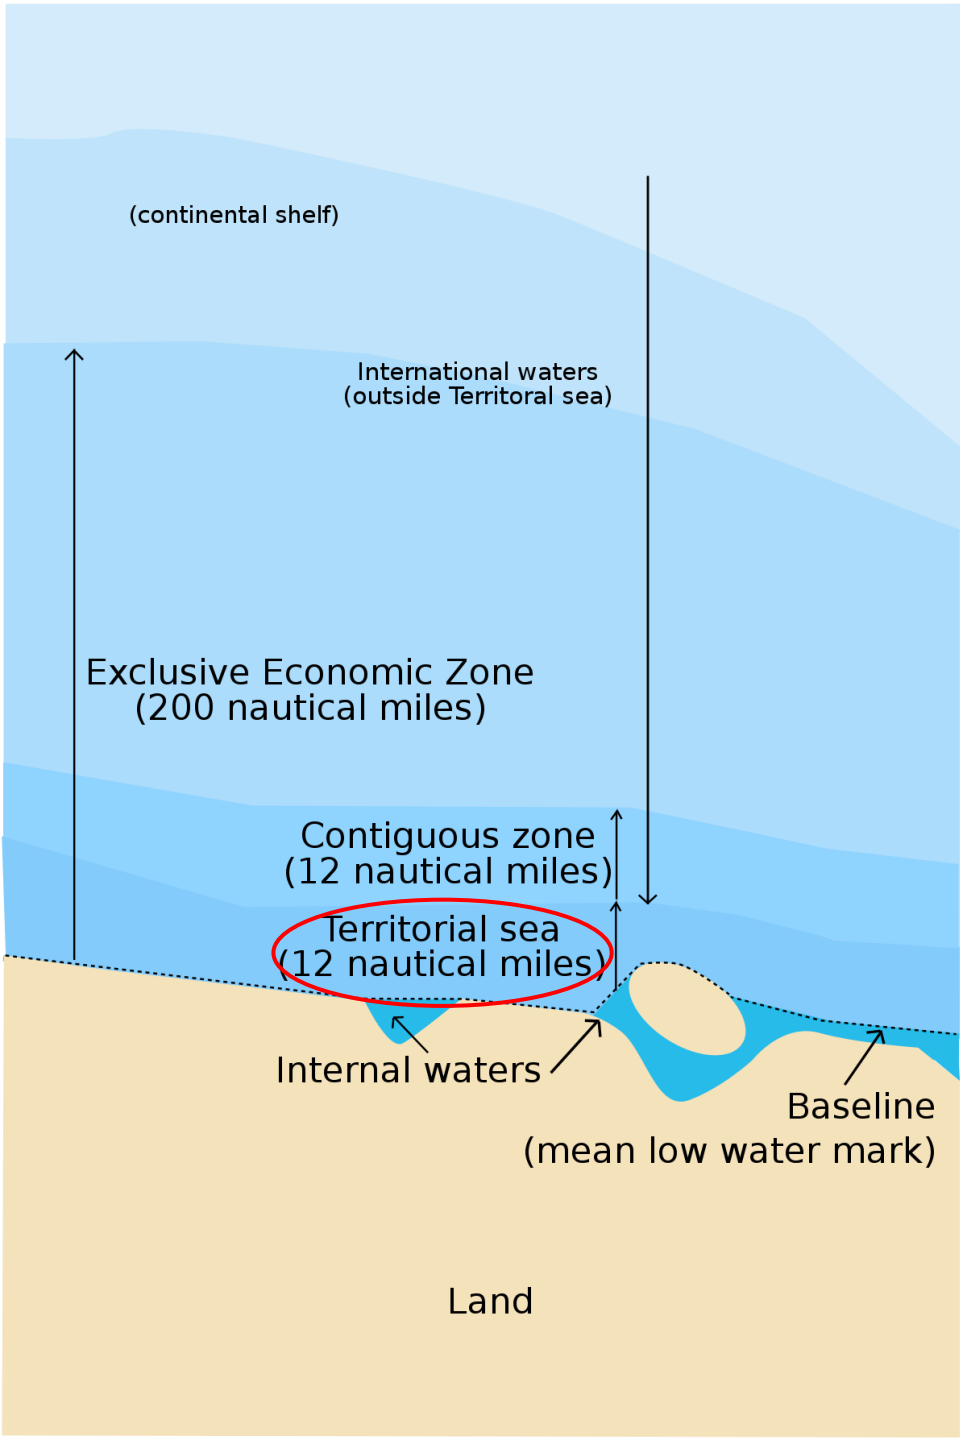 (continental shelf)
International waters
(outside Territoral sea)
Exclusive Economic Zone
(200 nautical miles)
Contiguous zone
(12 nautical miles)
Territorial sea
(12 nautical miles)
Internal waters
Baseline
(mean low water mark)
Land